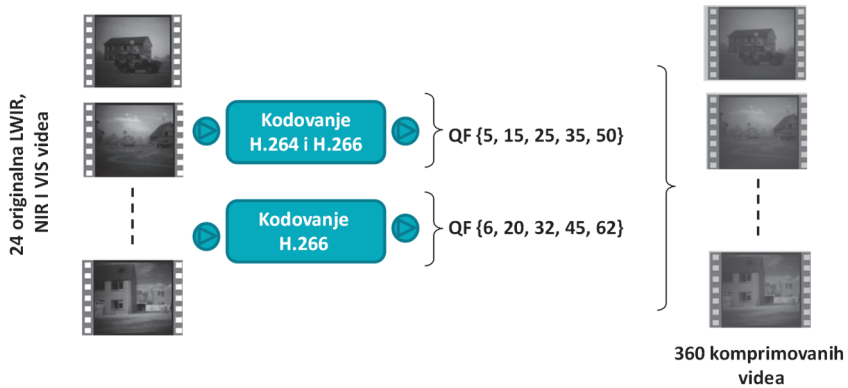 24 originalna LWIR,
NIR I VIS videa
Kodovanje
H.264 i H.266
QF {5, 15, 25, 35, 50}
Kodovanje
H.266
QF {6, 20, 32, 45, 62}
360 komprimovanih
videa